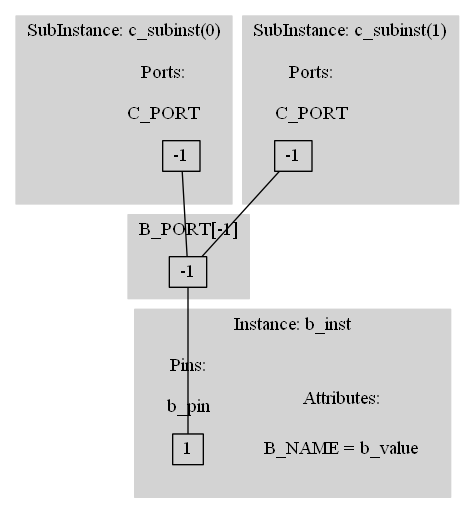 SubInstance: c_subinst(0)
Ports:
C_PORT
-1
SubInstance: c_subinst(1)
Ports:
C_PORT
-1
B_PORT[-1]
-1
Instance: b_inst
Pins:
b_pin
1
Attributes:
B_NAME = b_value